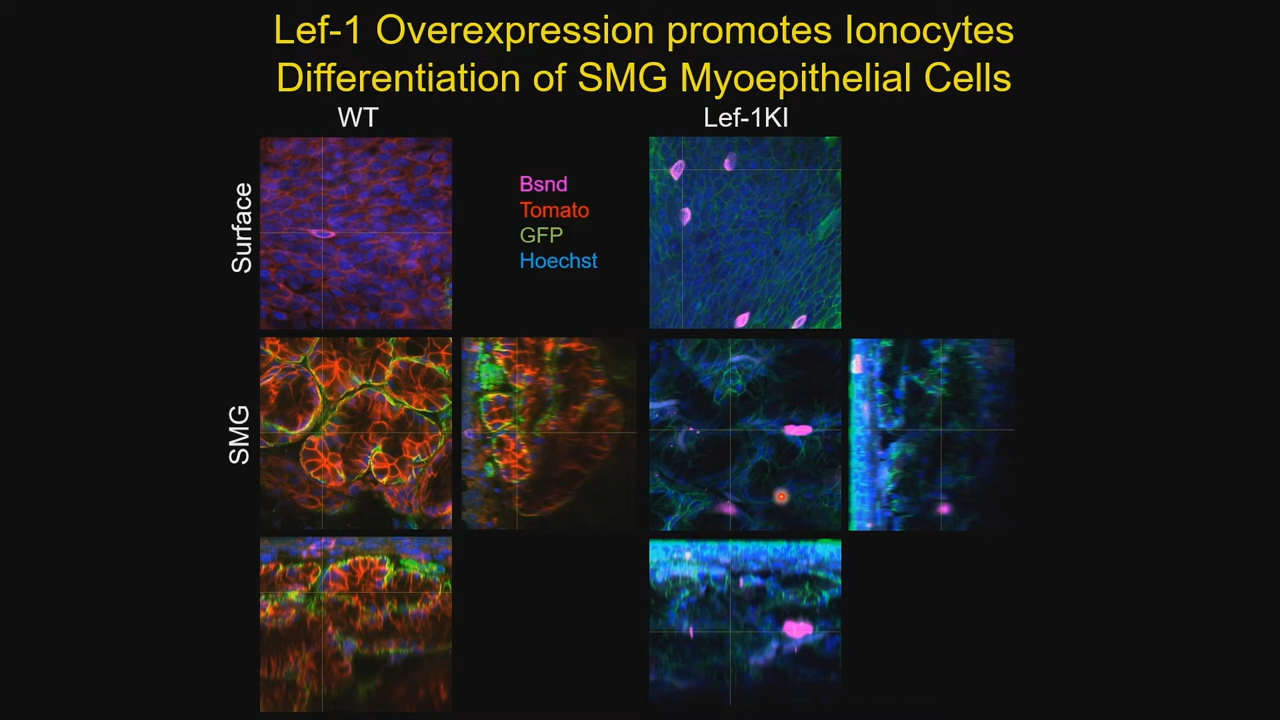 Lef-1 Overexpression promotes Ionocytes
Differentiation of SMG Myoepithelial Cells
WT
Lef-1KI
Surface
Bsnd
Tomato
GFP
Hoechst
SMG